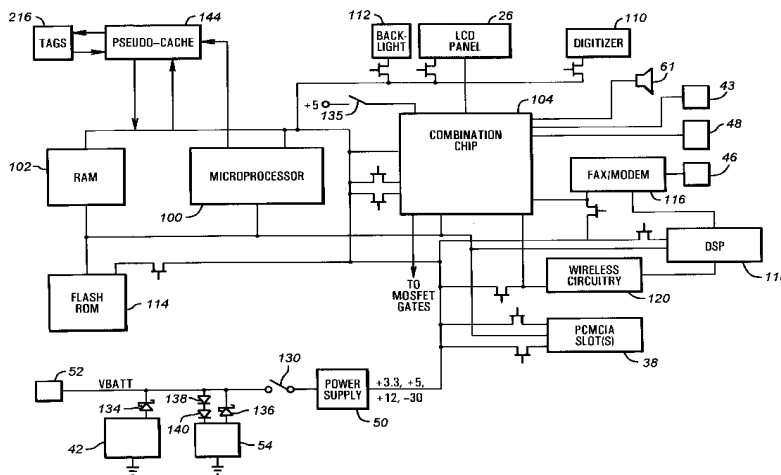 216
144
TAGS
PSEUDO-CACHE
112
BACK-
LIGHT
26
LCD
PANEL
110
DIGITIZER
61
43
+5
135
104
COMBINATION
CHIP
48
102
RAM
MICROPROCESSOR
100
FAX/MODEM
116
46
DSP
FLASH
ROM
114
TO
MOSFET
GATES
WIRELESS
CIRCUITRY
120
PCMCIA
SLOT(S)
38
52
VBATT
130
134
138
140
136
42
54
POWER
SUPPLY
50
+3.3, +5,
+12, -30